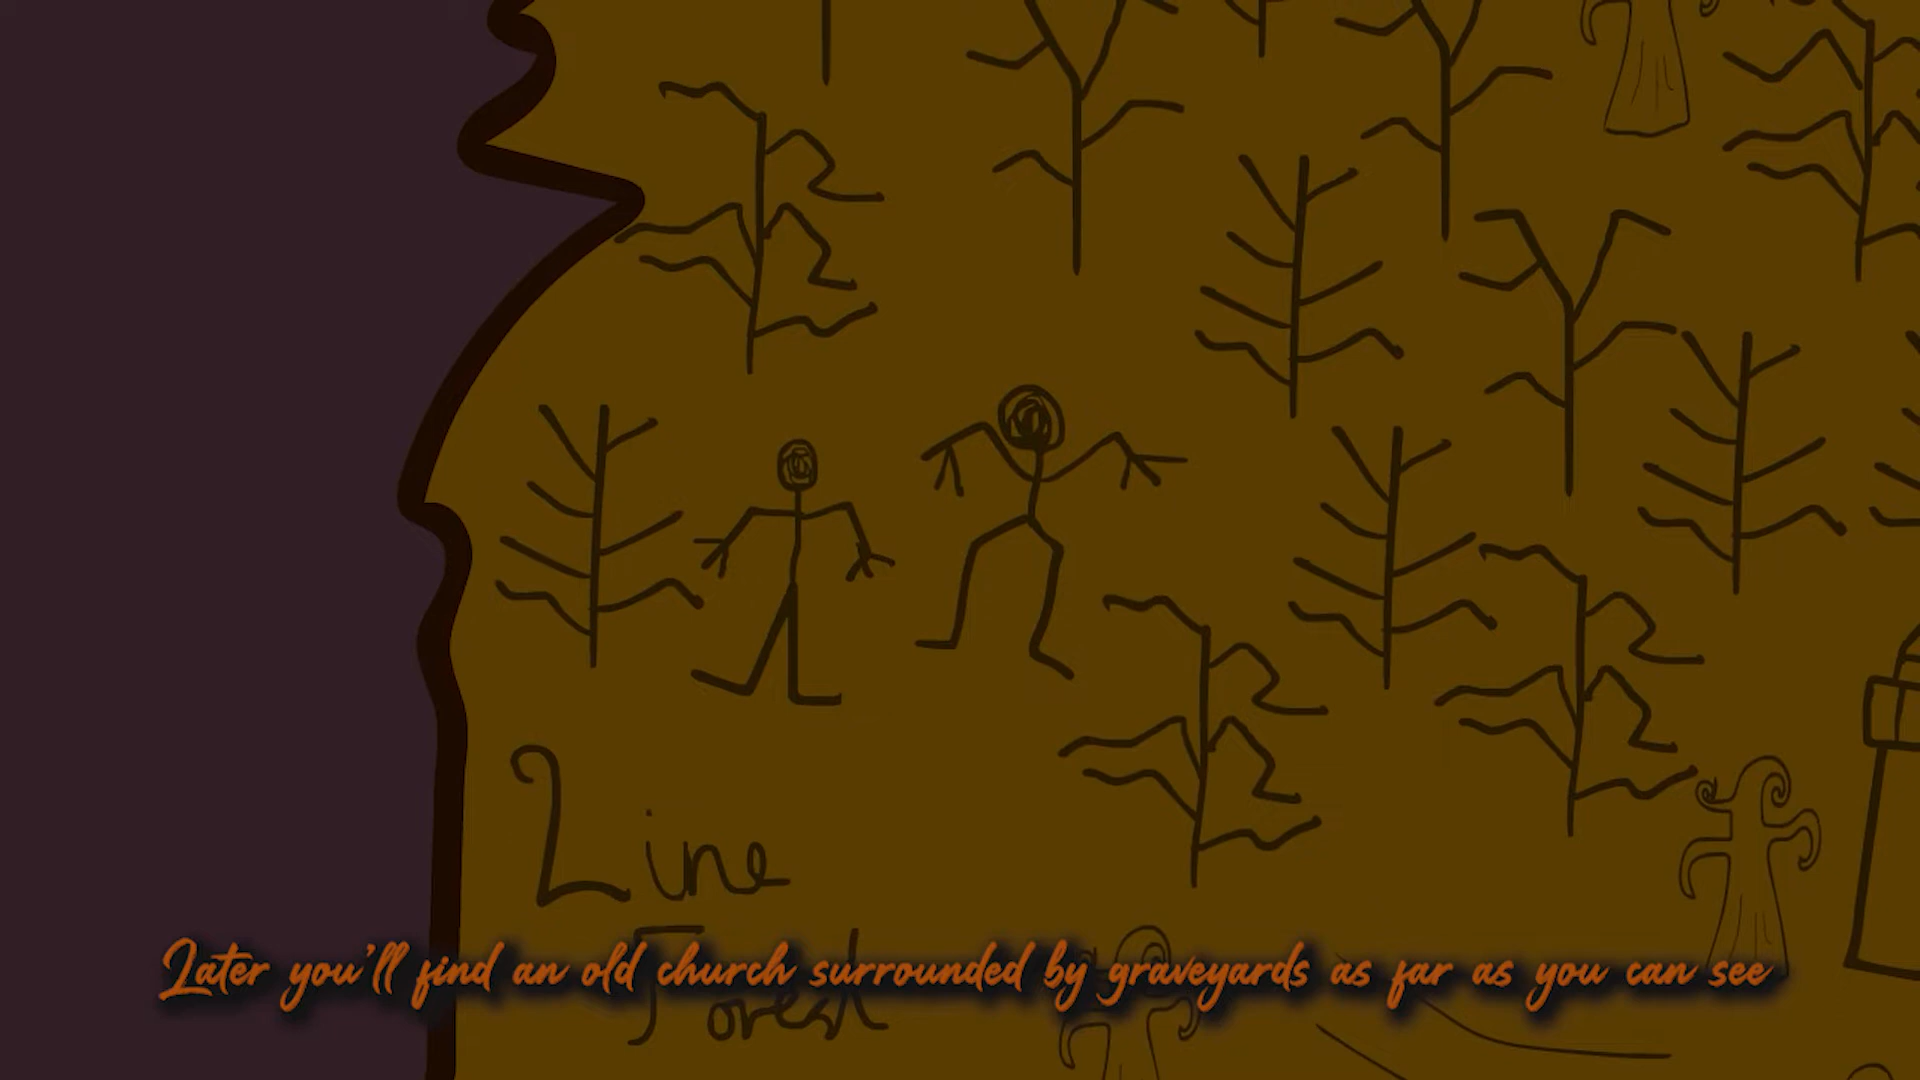 Line
Forest
Later you'll find an old church surrounded by graveyards as far as you can see